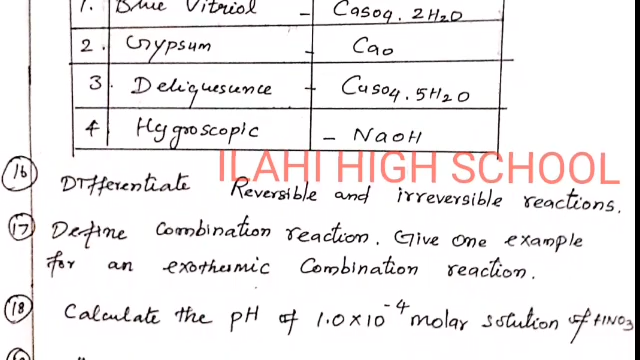 1. Blue Vitriol - CaSO4 . 2H2O
2. Gypsum - CaO
3. Deliquesence - CuSO4 . 5H2O
4 Hygroscopic - NaOH
ILAHI HIGH SCHOOL
16 Differentiate Reversible and irreversible reactions.
17 Define Combination reaction. Give one example
for an exothermic Combination reaction.
18 Calculate the pH of 1.0×10⁻⁴ molar solution of HNO3